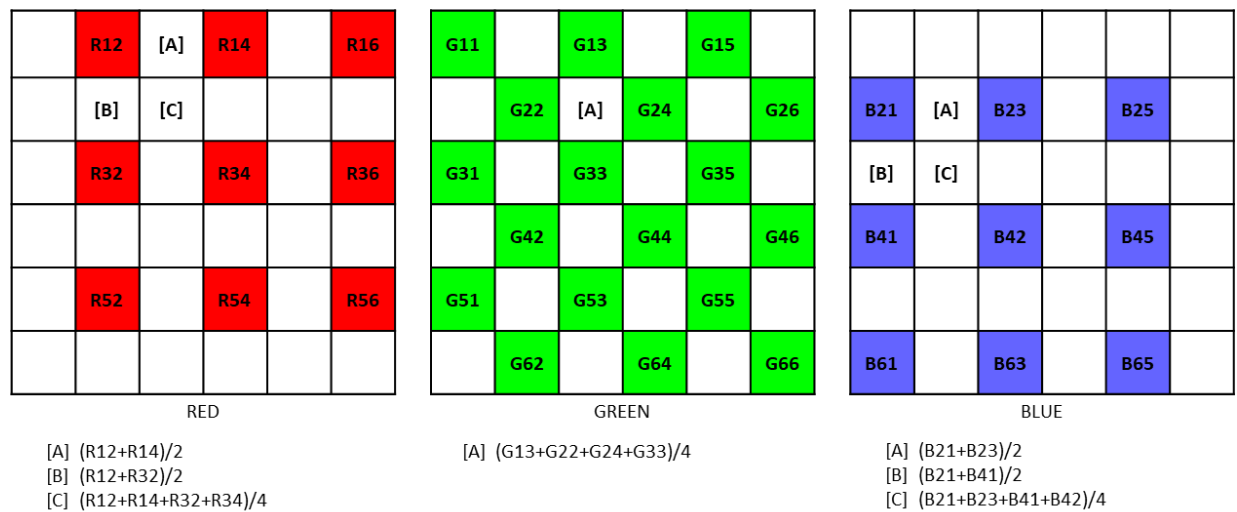 R12 [A] R14 R16 G11 G13 G15
[B] [C] G22 [A] G24 G26 B21 [A] B23 B25
R32 R34 R36 G31 G33 G35 [B] [C]
G42 G44 G46 B41 B42 B45
R52 R54 R56 G51 G53 G55
G62 G64 G66 B61 B63 B65
RED GREEN BLUE
[A] (R12+R14)/2
[B] (R12+R32)/2
[C] (R12+R14+R32+R34)/4
[A] (G13+G22+G24+G33)/4
[A] (B21+B23)/2
[B] (B21+B41)/2
[C] (B21+B23+B41+B42)/4